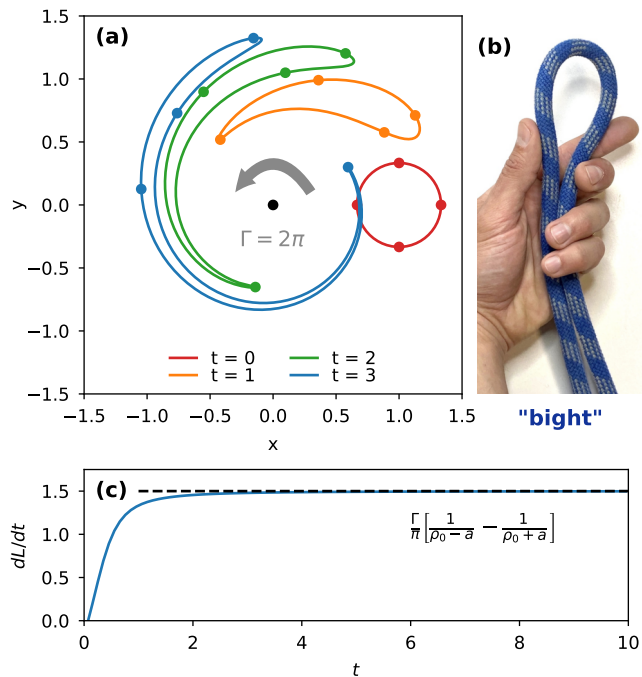 (a)
1.5
1.0
0.5
0.0
−0.5
−1.0
−1.5
y
Γ = 2π
t = 0
t = 1
t = 2
t = 3
−1.5 −1.0 −0.5 0.0 0.5 1.0 1.5
x
(b)
"bight"
(c)
1.5
1.0
0.5
0.0
dL/dt
Γ/π [1/(ρ₀ − a) − 1/(ρ₀ + a)]
0 2 4 6 8 10
t